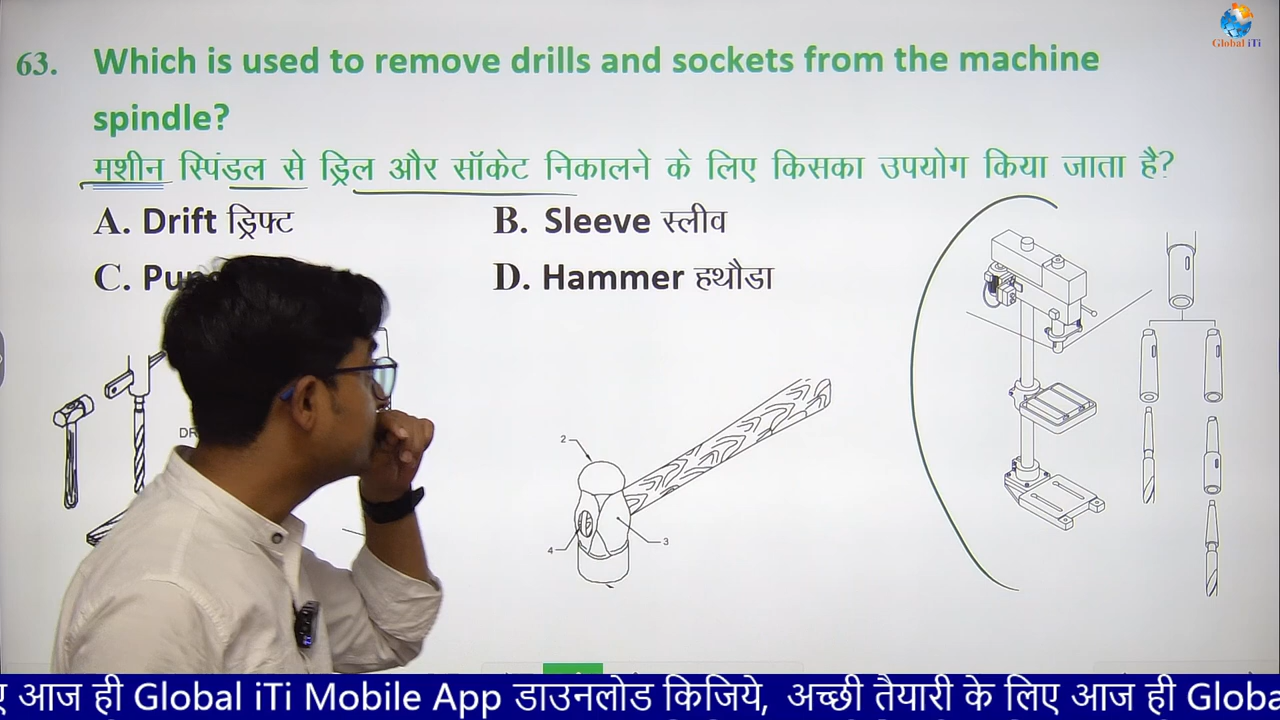 Global iTi
63. Which is used to remove drills and sockets from the machine
spindle?
मशीन स्पिंडल से ड्रिल और सॉकेट निकालने के लिए किसका उपयोग किया जाता है?
A. Drift ड्रिफ्ट
B. Sleeve स्लीव
C.
D. Hammer हथौडा
2
4
3
आज ही Global iTi Mobile App डाउनलोड किजिये, अच्छी तैयारी के लिए आज ही